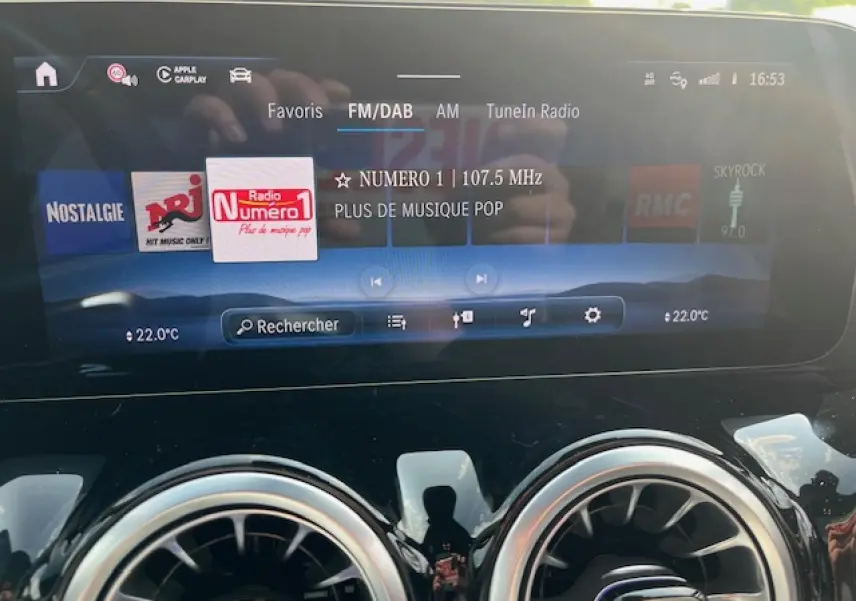 APPLE
CARPLAY
16:53
Favoris FM/DAB AM TuneIn Radio
NOSTALGIE
NRJ
HIT MUSIC ONLY !
Radio
Numéro 1
Plus de musique pop
☆ NUMERO 1 | 107.5 MHz
PLUS DE MUSIQUE POP
RMC
SKYROCK
97.0
22.0°C
Rechercher
22.0°C